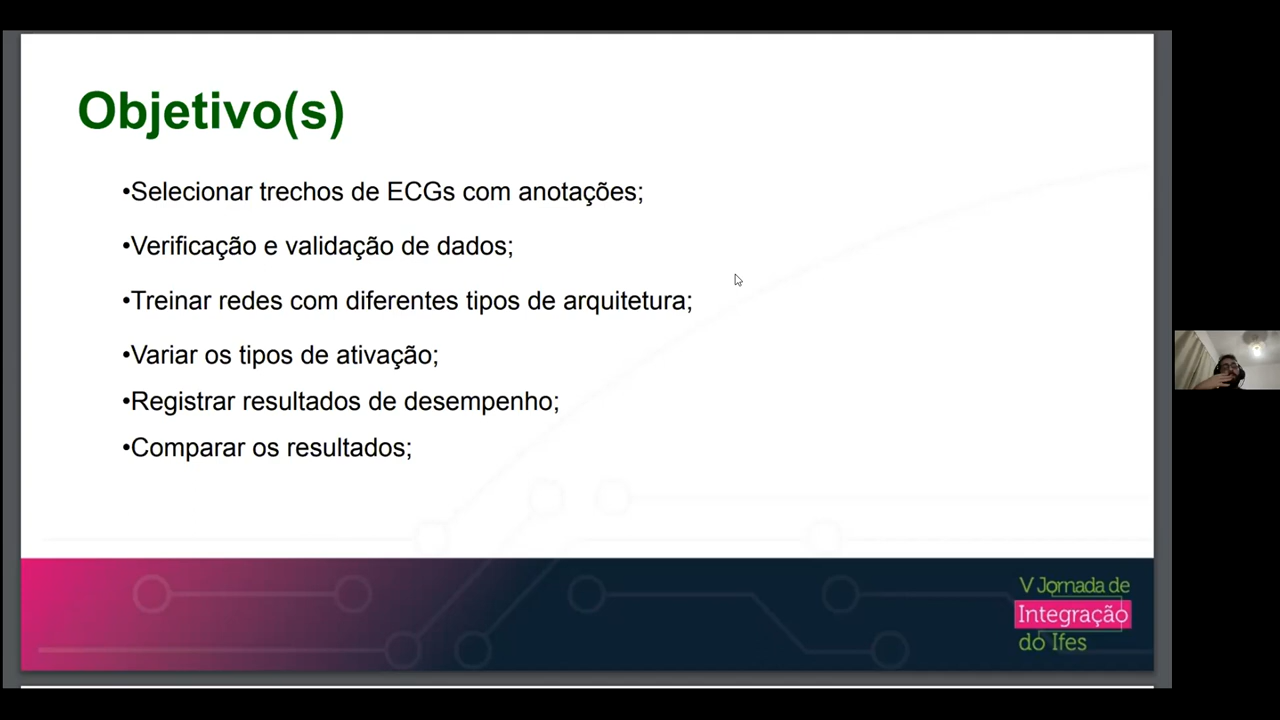 Objetivo(s)
•Selecionar trechos de ECGs com anotações;
•Verificação e validação de dados;
•Treinar redes com diferentes tipos de arquitetura;
•Variar os tipos de ativação;
•Registrar resultados de desempenho;
•Comparar os resultados;
V Jornada de
Integração
do Ifes